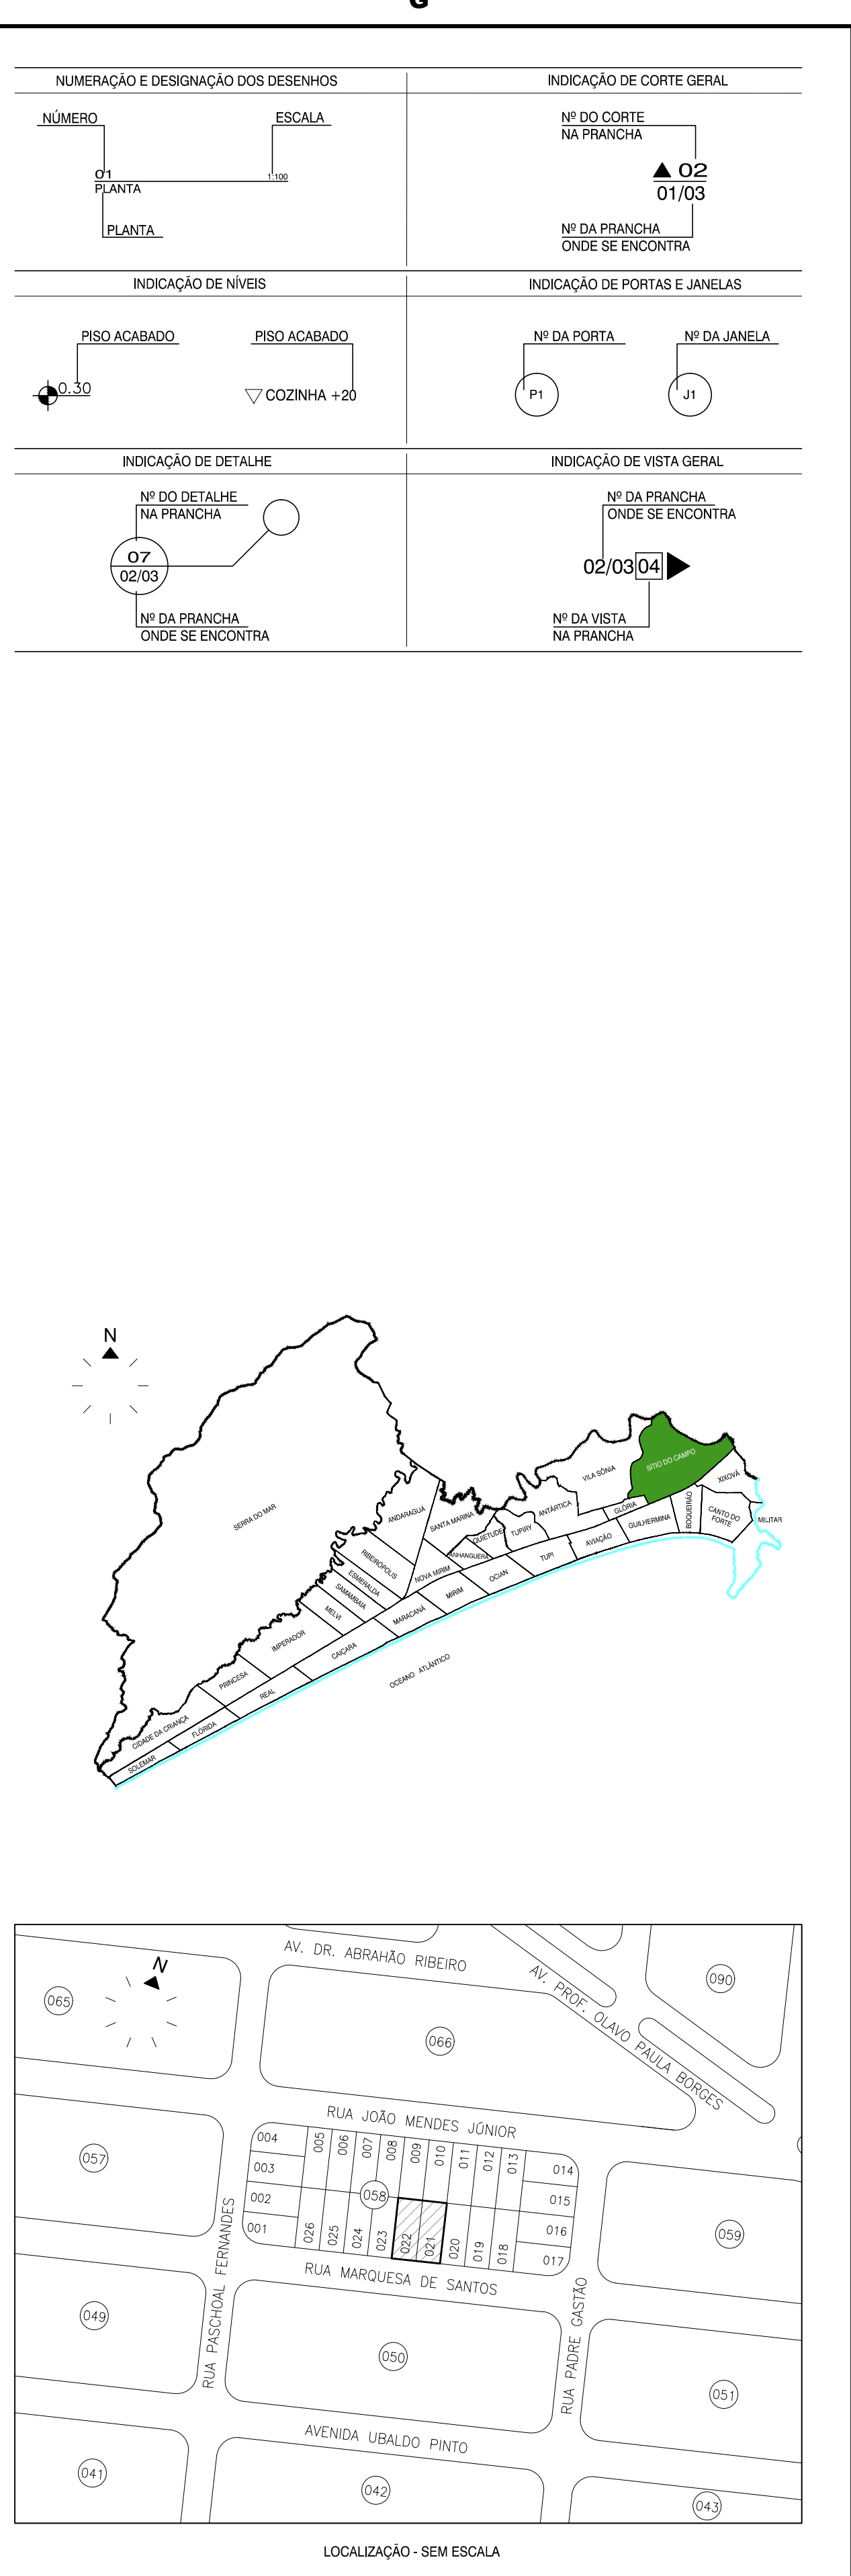 G
NUMERAÇÃO E DESIGNAÇÃO DOS DESENHOS
NÚMERO
ESCALA
01
1:100
PLANTA
PLANTA
INDICAÇÃO DE CORTE GERAL
Nº DO CORTE
NA PRANCHA
02
01/03
Nº DA PRANCHA
ONDE SE ENCONTRA
INDICAÇÃO DE NÍVEIS
PISO ACABADO
PISO ACABADO
0.30
COZINHA +20
INDICAÇÃO DE PORTAS E JANELAS
Nº DA PORTA
Nº DA JANELA
P1
J1
INDICAÇÃO DE DETALHE
Nº DO DETALHE
NA PRANCHA
07
02/03
Nº DA PRANCHA
ONDE SE ENCONTRA
INDICAÇÃO DE VISTA GERAL
Nº DA PRANCHA
ONDE SE ENCONTRA
02/03 04
Nº DA VISTA
NA PRANCHA
N
SERRA DO MAR
ANDARAGUÁ
SANTA MARINA
VILA SÔNIA
SÍTIO DO CAMPO
XIXOVÁ
ANTÁRTICA
GLÓRIA
BOQUEIRÃO
CANTO DO
FORTE
MILITAR
GUILHERMINA
AVIAÇÃO
TUPIRY
QUIETUDE
ANHANGUERA
TUPI
OCIAN
NOVA MIRIM
MIRIM
RIBEIRÓPOLIS
ESMERALDA
SAMAMBAIA
MELVI
MARACANÃ
IMPERADOR
CAIÇARA
PRINCESA
REAL
CIDADE DA CRIANÇA
FLÓRIDA
SOLEMAR
OCEANO ATLÂNTICO
N
AV. DR. ABRAHÃO RIBEIRO
AV. PROF. OLAVO PAULA BORGES
065
090
066
RUA JOÃO MENDES JÚNIOR
057
004
003
002
001
005
006
007
008
009
010
011
012
013
014
015
016
017
058
026
025
024
023
022
021
020
019
018
059
RUA MARQUESA DE SANTOS
RUA PASCHOAL FERNANDES
RUA PADRE GASTÃO
049
050
051
AVENIDA UBALDO PINTO
041
042
043
LOCALIZAÇÃO - SEM ESCALA